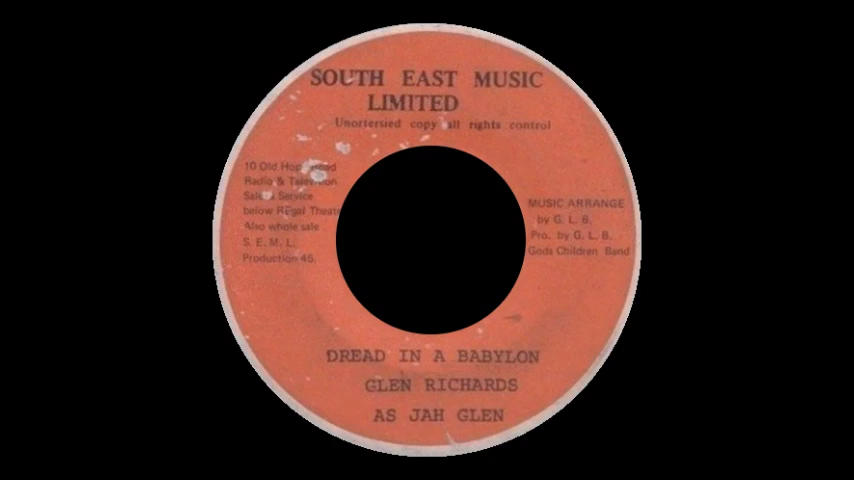 SOUTH EAST MUSIC
LIMITED
Unortersied copy all rights control
10 Old Hope Road
Radio & Television
Sales & Service
below REgal Theatre
Also whole sale
S. E. M. L.
Production 45.
MUSIC ARRANGE
by G. L. B.
Pro. by G. L. B.
Gods Children Band
DREAD IN A BABYLON
GLEN RICHARDS
AS JAH GLEN